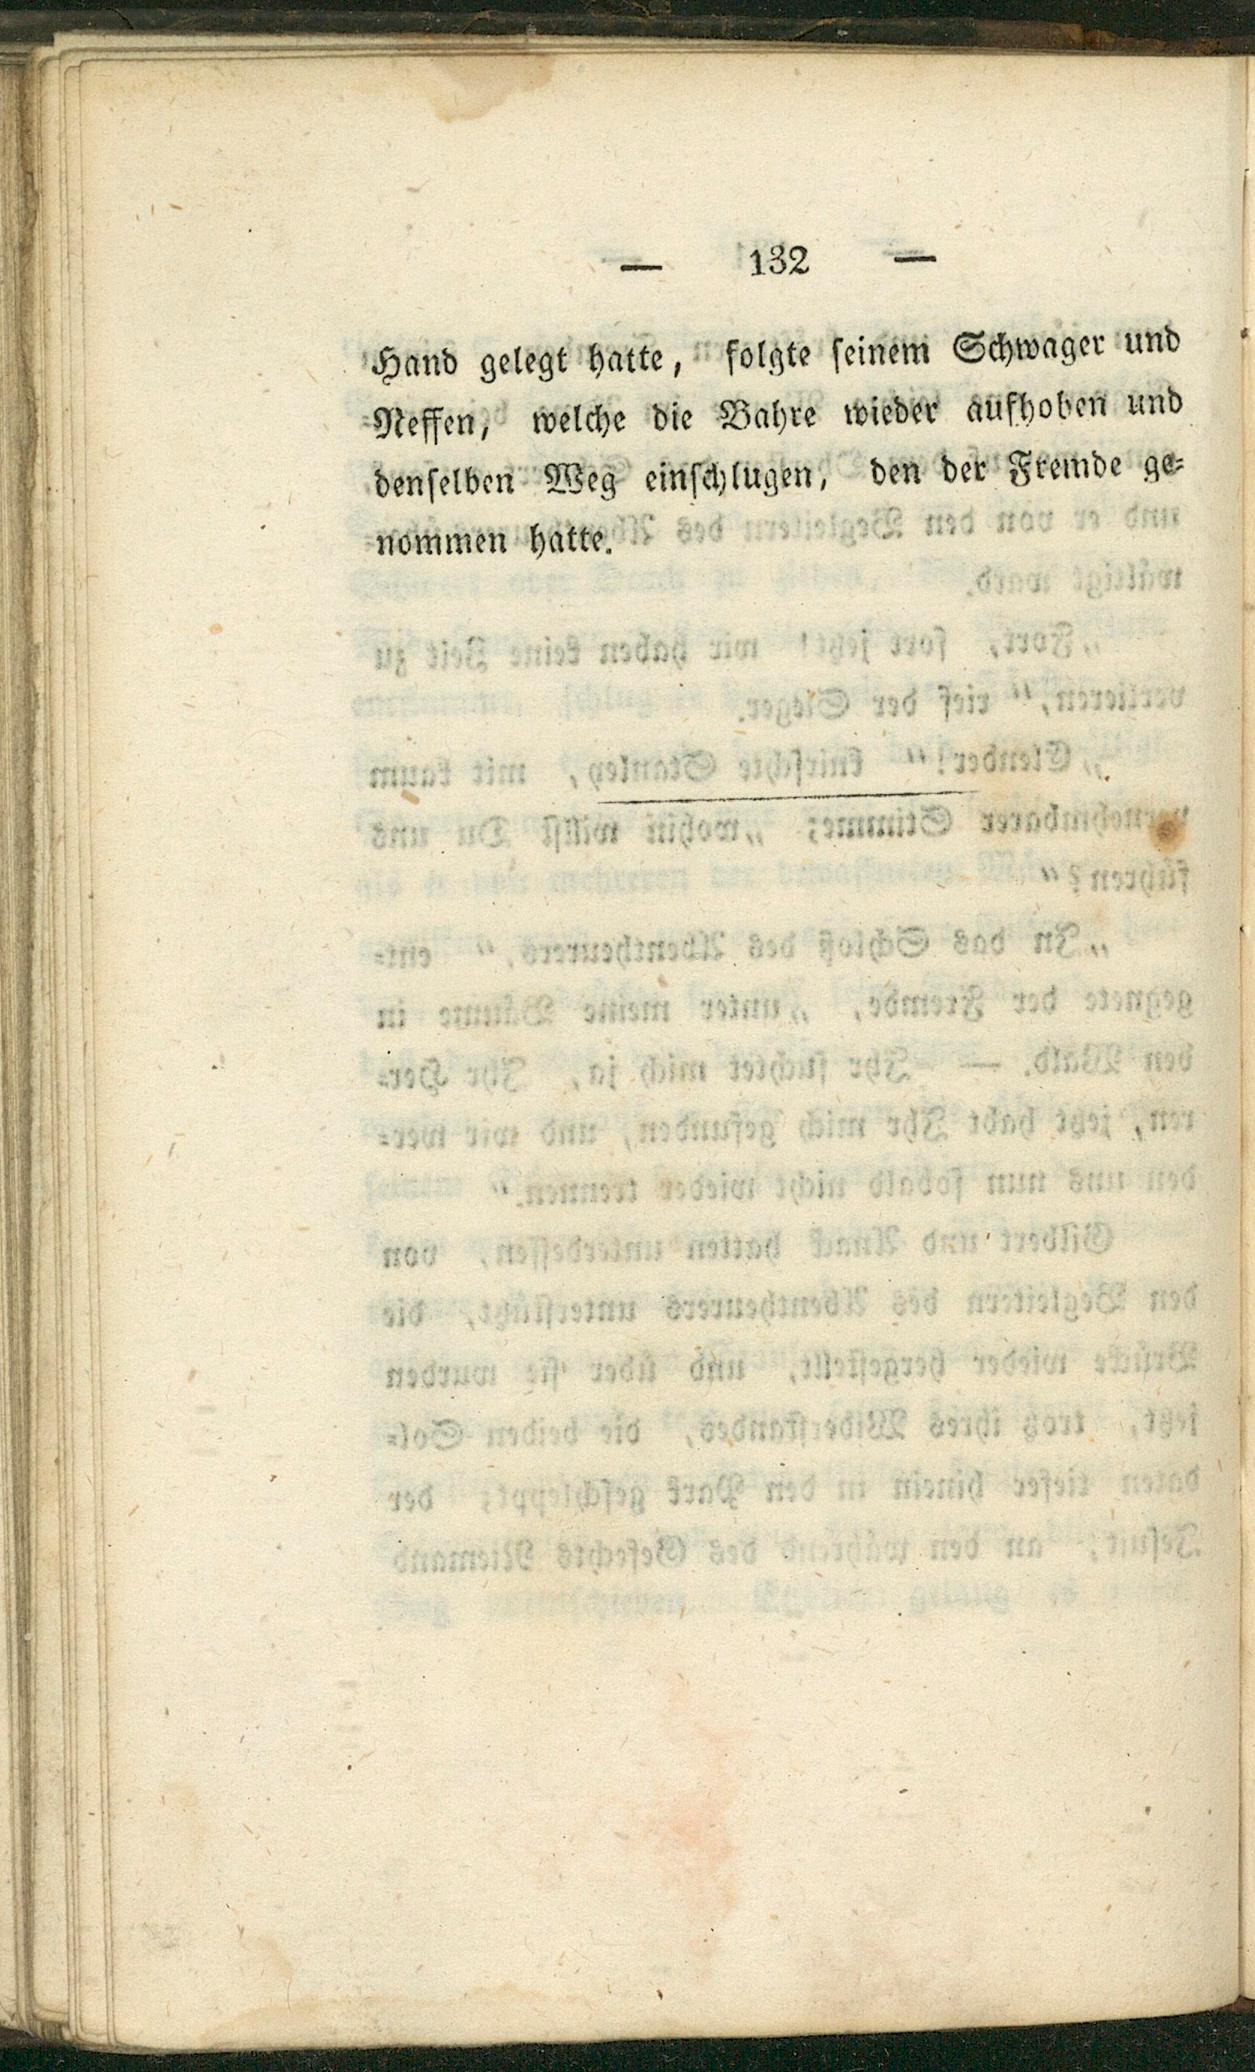 — 132 —
Hand gelegt hatte, folgte seinem Schwager und
Neffen, welche die Bahre wieder aufhoben und
denselben Weg einschlugen, den der Fremde ge-
nommen hatte.